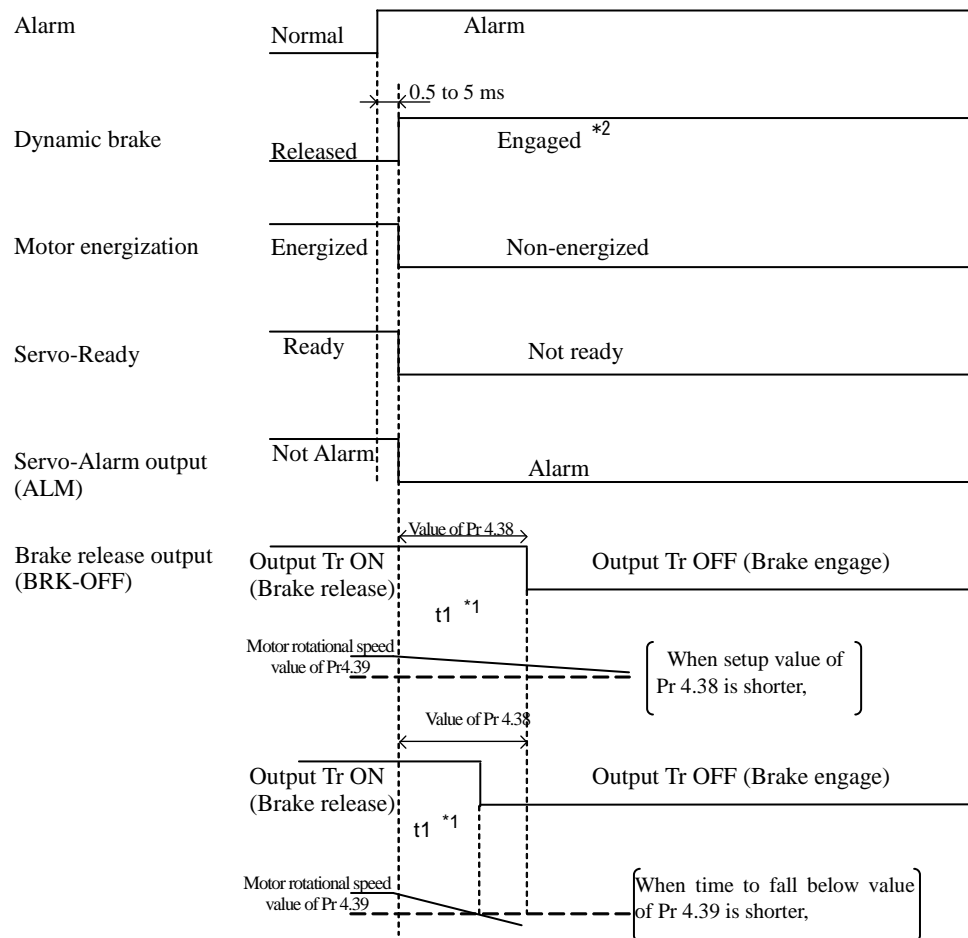 Alarm
Normal
Alarm
0.5 to 5 ms
Dynamic brake
Released
Engaged *2
Motor energization
Energized
Non-energized
Servo-Ready
Ready
Not ready
Servo-Alarm output
(ALM)
Not Alarm
Alarm
Value of Pr 4.38
Brake release output
(BRK-OFF)
Output Tr ON
(Brake release)
Output Tr OFF (Brake engage)
t1 *1
Motor rotational speed
value of Pr4.39
When setup value of
Pr 4.38 is shorter,
Value of Pr 4.38
Output Tr ON
(Brake release)
Output Tr OFF (Brake engage)
t1 *1
Motor rotational speed
value of Pr 4.39
When time to fall below value
of Pr 4.39 is shorter,